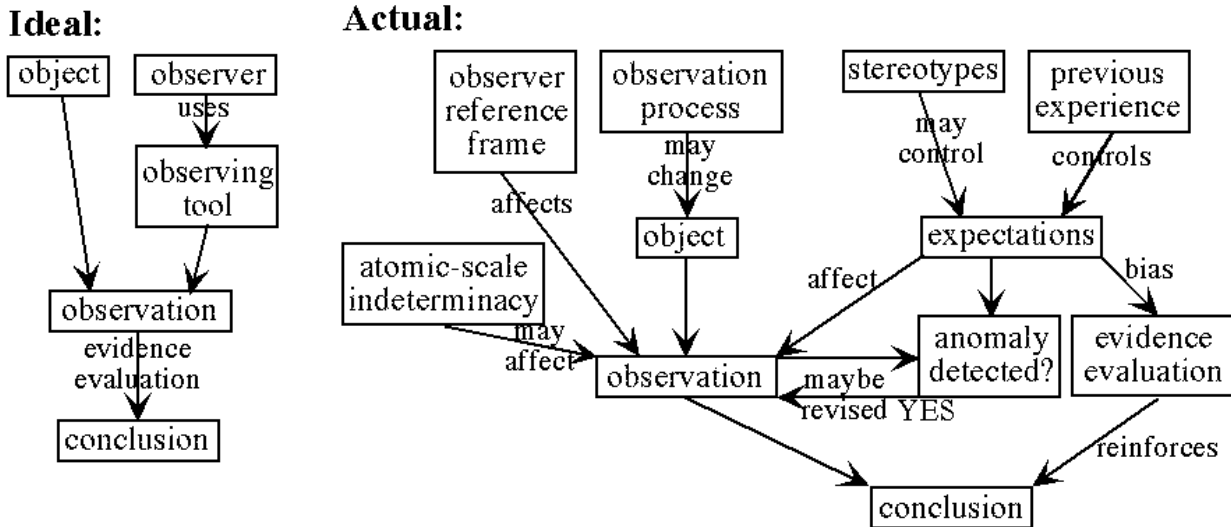 Ideal:
object
observer
uses
observing
tool
observation
evidence
evaluation
conclusion
Actual:
observer
reference
frame
observation
process
stereotypes
previous
experience
may
change
may
control
controls
affects
object
expectations
atomic-scale
indeterminacy
affect
bias
may
affect
observation
anomaly
detected?
evidence
evaluation
maybe
revised YES
reinforces
conclusion